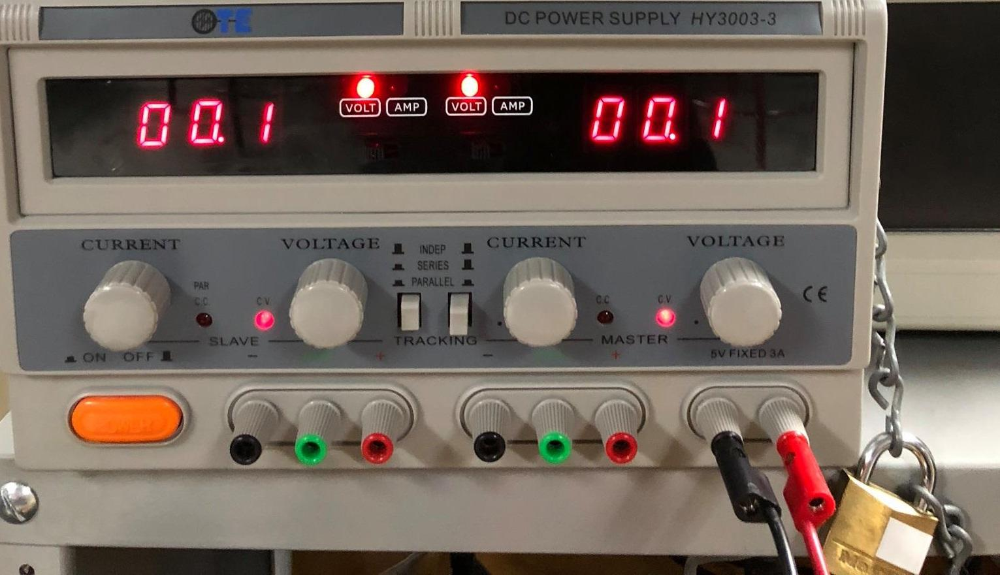 TE
DC POWER SUPPLY HY3003-3
00.1
VOLT AMP
VOLT AMP
00.1
CURRENT
VOLTAGE
INDEP
SERIES
PARALLEL
CURRENT
VOLTAGE
PAR
C.C.
C.V.
C.C
C.V.
CE
SLAVE
TRACKING
MASTER
ON OFF
- +
- +
5V FIXED 3A